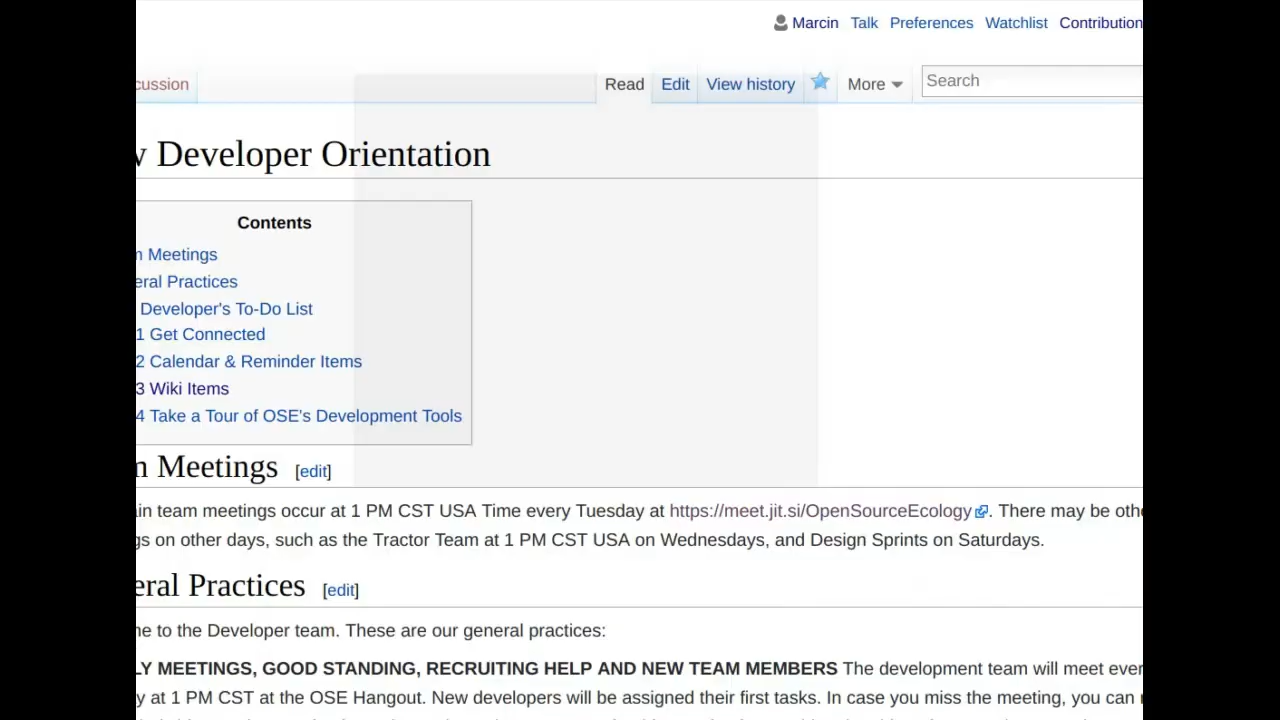 Marcin Talk Preferences Watchlist Contribution
cussion Read Edit View history More Search
w Developer Orientation
Contents
m Meetings
eral Practices
Developer's To-Do List
1 Get Connected
2 Calendar & Reminder Items
3 Wiki Items
4 Take a Tour of OSE's Development Tools
m Meetings [edit]
ain team meetings occur at 1 PM CST USA Time every Tuesday at https://meet.jit.si/OpenSourceEcology. There may be othe
gs on other days, such as the Tractor Team at 1 PM CST USA on Wednesdays, and Design Sprints on Saturdays.
eral Practices [edit]
me to the Developer team. These are our general practices:
LY MEETINGS, GOOD STANDING, RECRUITING HELP AND NEW TEAM MEMBERS The development team will meet ever
y at 1 PM CST at the OSE Hangout. New developers will be assigned their first tasks. In case you miss the meeting, you can